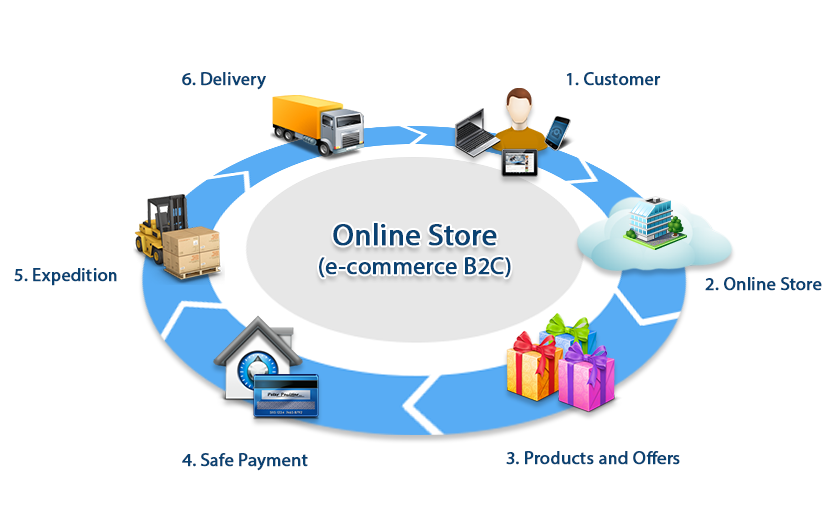 6. Delivery
1. Customer
Online Store
(e-commerce B2C)
5. Expedition
2. Online Store
4. Safe Payment
3. Products and Offers